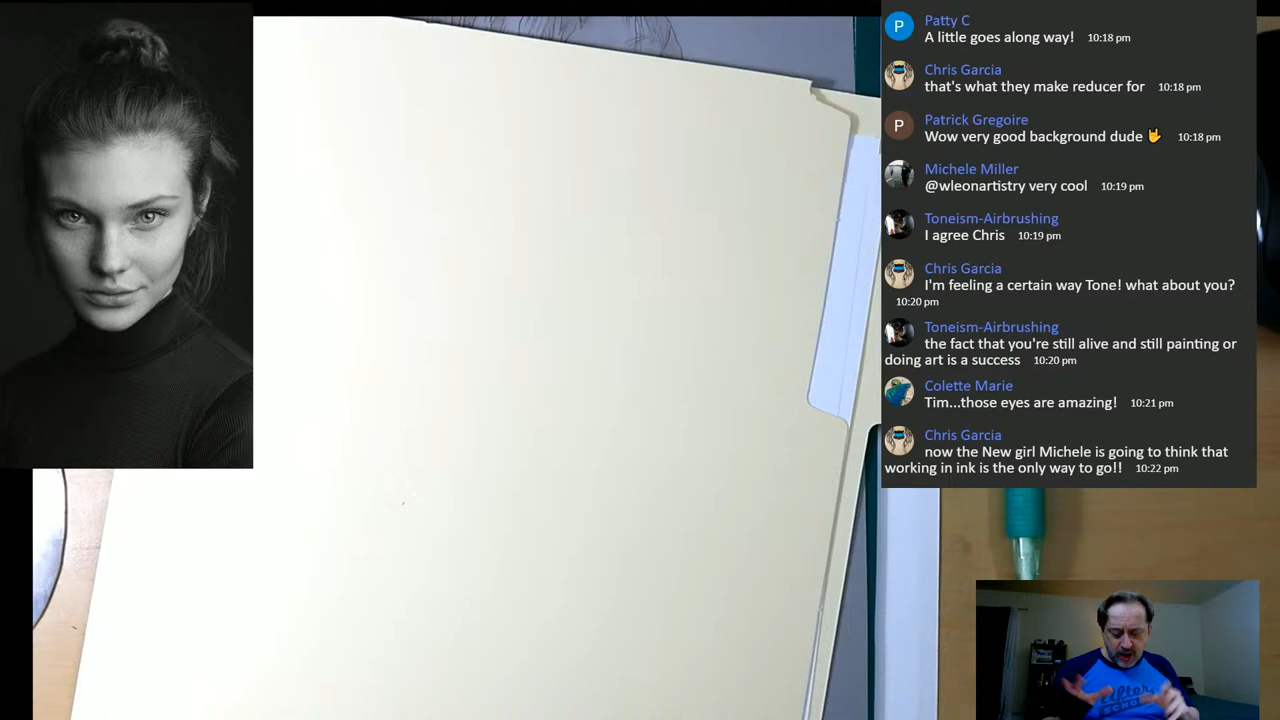 Patty C
A little goes along way! 10:18 pm
Chris Garcia
that's what they make reducer for 10:18 pm
P
Patrick Gregoire
Wow very good background dude 🤘 10:18 pm
Michele Miller
@wleonartistry very cool 10:19 pm
Toneism-Airbrushing
I agree Chris 10:19 pm
Chris Garcia
I'm feeling a certain way Tone! what about you?
10:20 pm
Toneism-Airbrushing
the fact that you're still alive and still painting or
doing art is a success 10:20 pm
Colette Marie
Tim...those eyes are amazing! 10:21 pm
Chris Garcia
now the New girl Michele is going to think that
working in ink is the only way to go!! 10:22 pm
After
SCHOOL